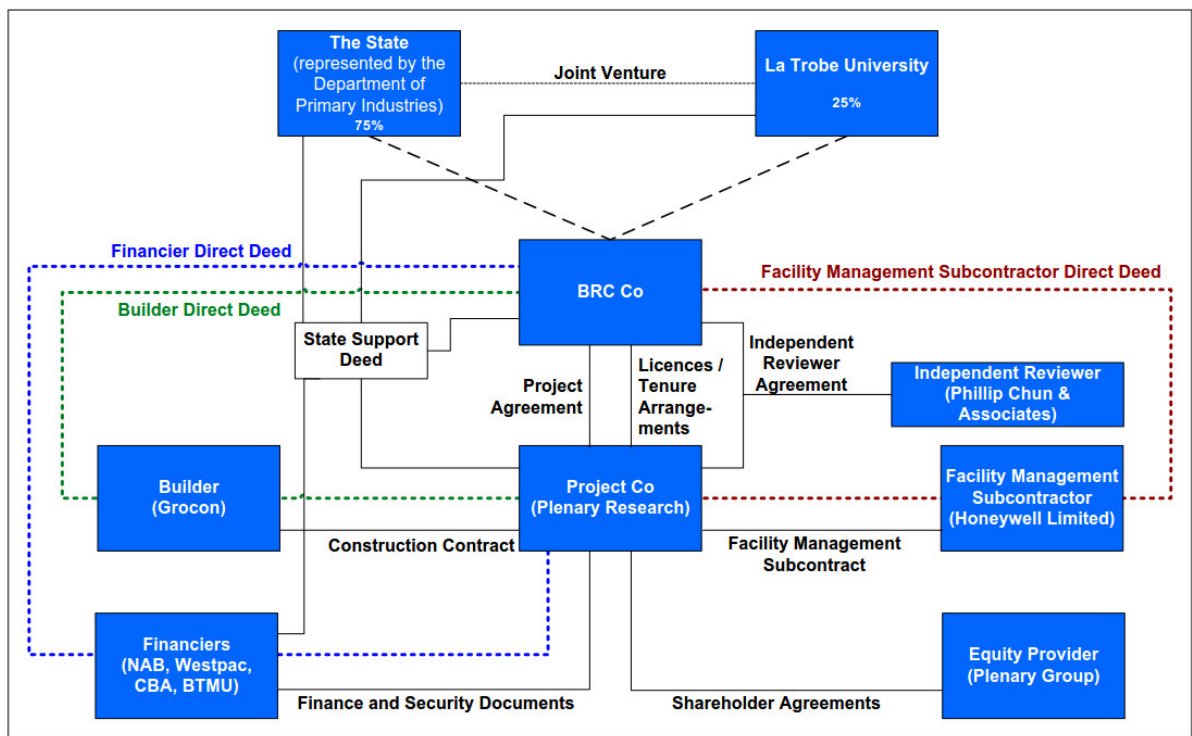 The State
(represented by the
Department of
Primary Industries)
75%
Joint Venture
La Trobe University
25%
Financier Direct Deed
Builder Direct Deed
BRC Co
Facility Management Subcontractor Direct Deed
State Support
Deed
Project
Agreement
Licences /
Tenure
Arrange-
ments
Independent
Reviewer
Agreement
Independent Reviewer
(Phillip Chun &
Associates)
Builder
(Grocon)
Project Co
(Plenary Research)
Facility Management
Subcontractor
(Honeywell Limited)
Construction Contract
Facility Management
Subcontract
Financiers
(NAB, Westpac,
CBA, BTMU)
Equity Provider
(Plenary Group)
Finance and Security Documents
Shareholder Agreements